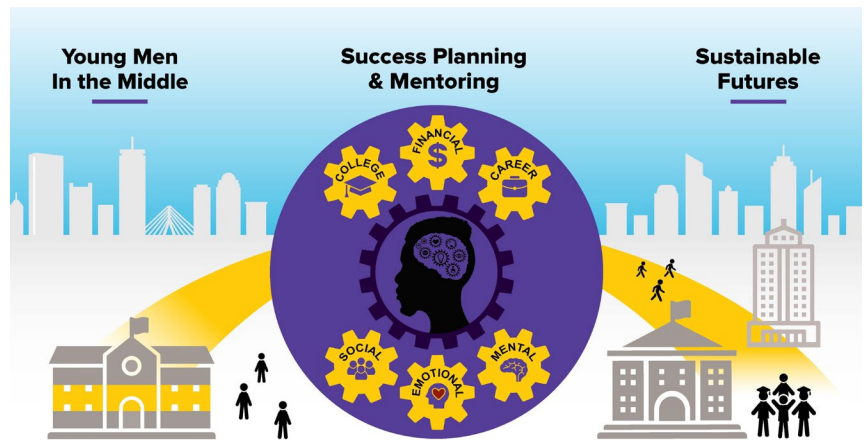 Young Men
In the Middle
Success Planning
& Mentoring
Sustainable
Futures
COLLEGE
FINANCIAL
$
CAREER
SOCIAL
EMOTIONAL
MENTAL